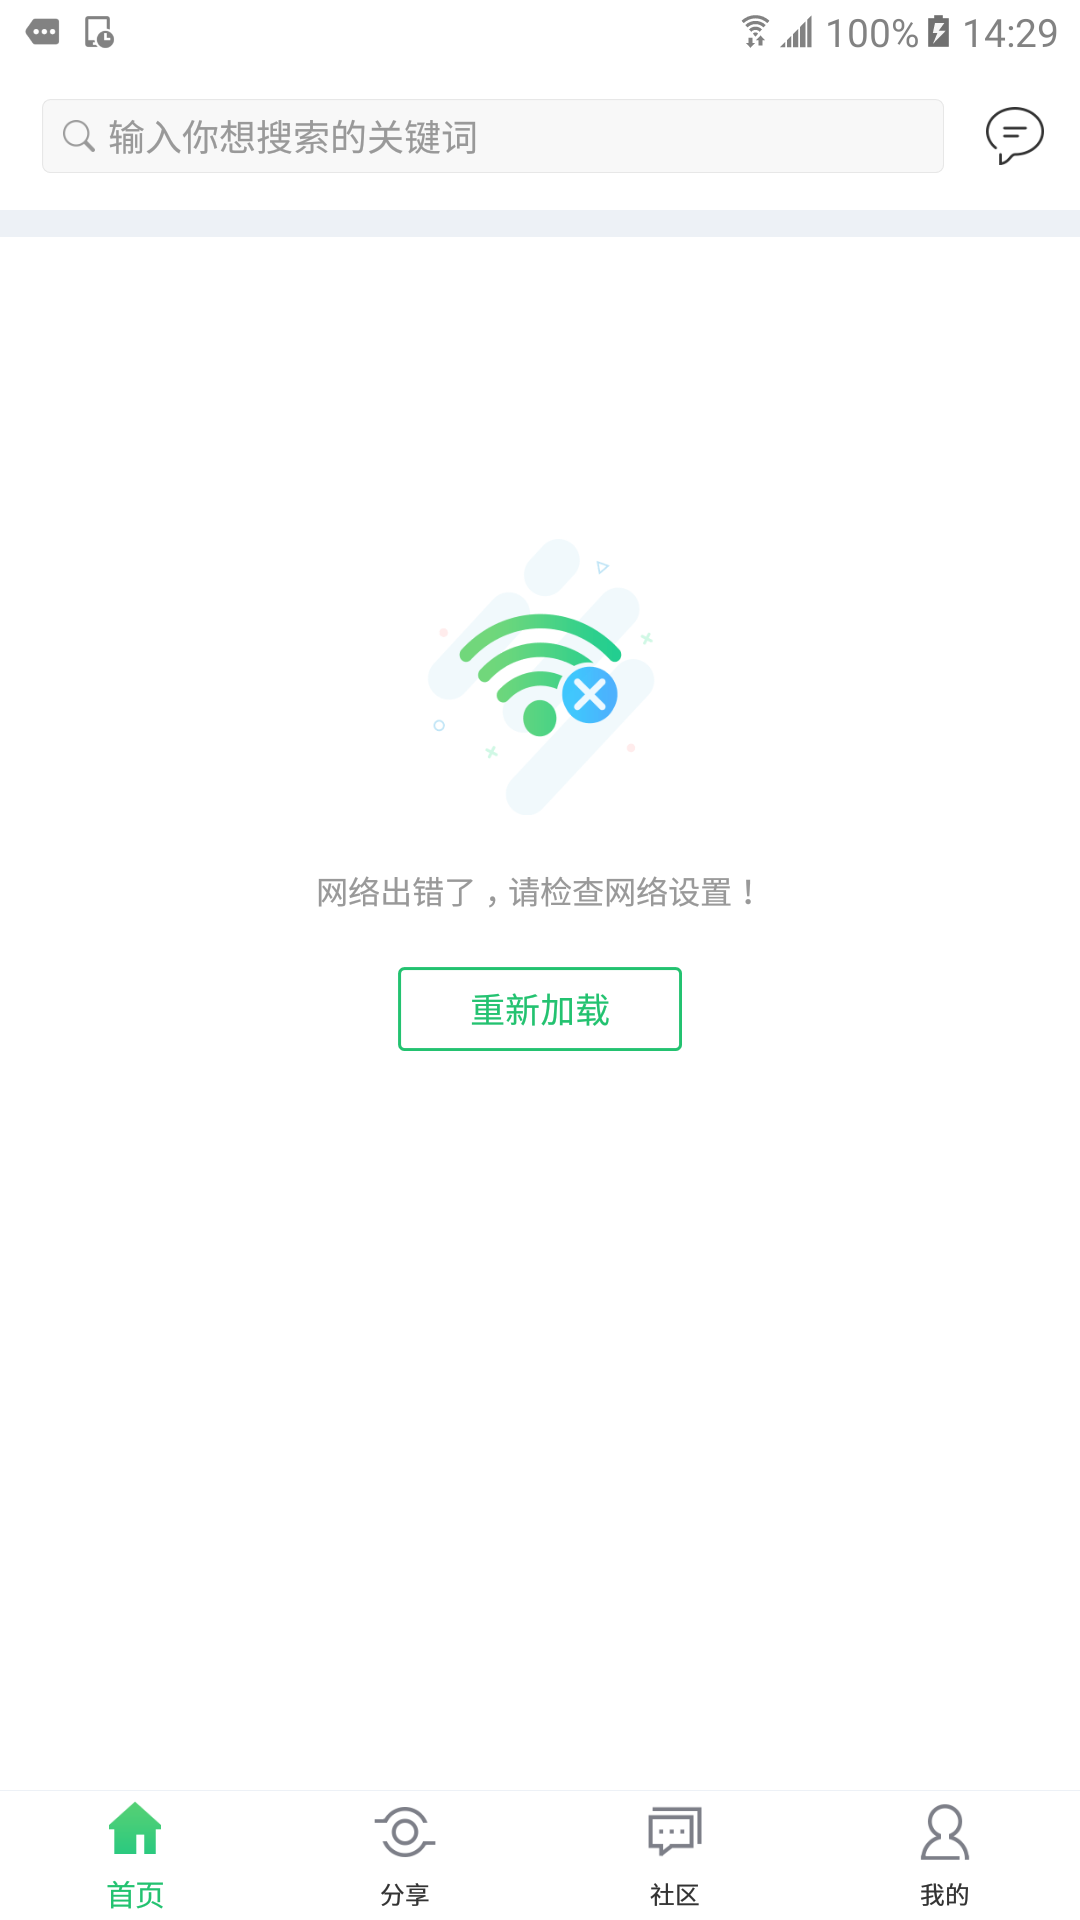 100% 14:29
输入你想搜索的关键词
网络出错了，请检查网络设置！
重新加载
首页 分享 社区 我的